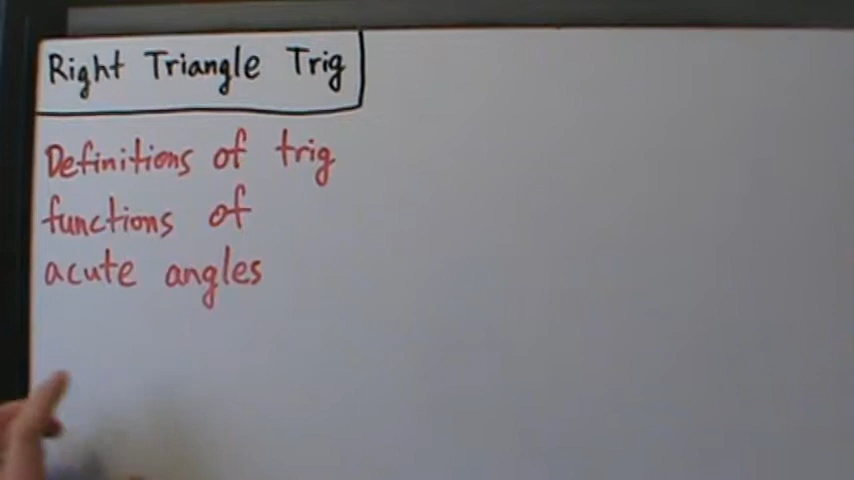 Right Triangle Trig
Definitions of trig
functions of
acute angles